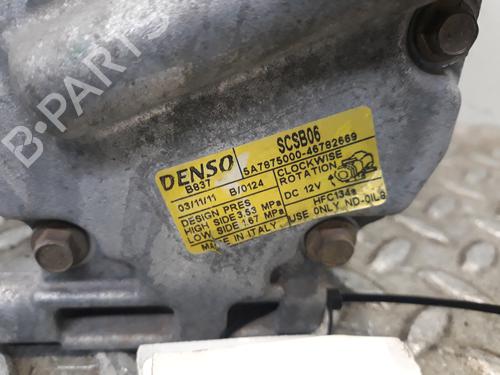 B-PARTS
DENSO
SCSB06
5A7875000-46782669
B837
B/0124
CLOCKWISE
ROTATION
03/11/11
DC 12V
DESIGN PRES
HFC134a
HIGH SIDE 3.53 MPa
LOW SIDE 1.67 MPa
USE ONLY ND-OIL8
MADE IN ITALY